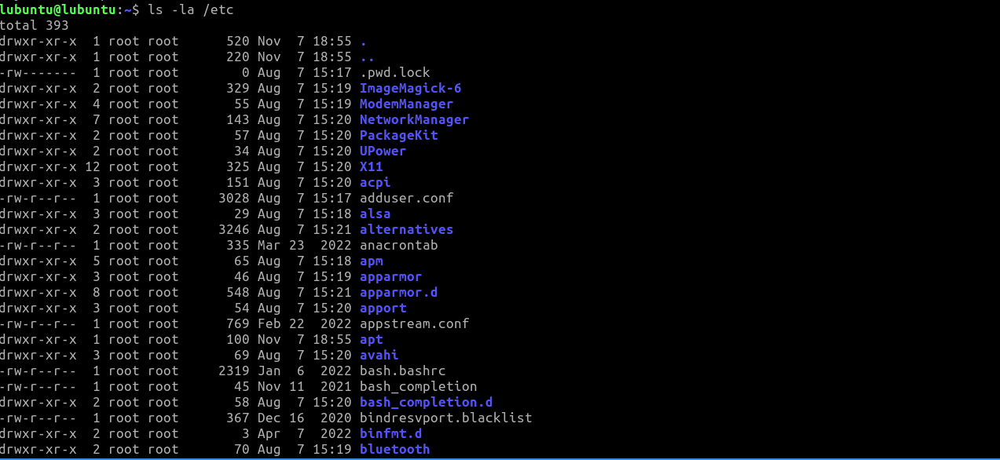 lubuntu@lubuntu:~$ ls -la /etc
total 393
drwxr-xr-x  1 root root      520 Nov  7 18:55 .
drwxr-xr-x  1 root root      220 Nov  7 18:55 ..
-rw-------  1 root root        0 Aug  7 15:17 .pwd.lock
drwxr-xr-x  2 root root      329 Aug  7 15:19 ImageMagick-6
drwxr-xr-x  4 root root       55 Aug  7 15:19 ModemManager
drwxr-xr-x  7 root root      143 Aug  7 15:20 NetworkManager
drwxr-xr-x  2 root root       57 Aug  7 15:20 PackageKit
drwxr-xr-x  2 root root       34 Aug  7 15:20 UPower
drwxr-xr-x 12 root root      325 Aug  7 15:20 X11
drwxr-xr-x  3 root root      151 Aug  7 15:20 acpi
-rw-r--r--  1 root root     3028 Aug  7 15:17 adduser.conf
drwxr-xr-x  3 root root       29 Aug  7 15:18 alsa
drwxr-xr-x  2 root root     3246 Aug  7 15:21 alternatives
-rw-r--r--  1 root root      335 Mar 23  2022 anacrontab
drwxr-xr-x  5 root root       65 Aug  7 15:18 apm
drwxr-xr-x  3 root root       46 Aug  7 15:19 apparmor
drwxr-xr-x  8 root root      548 Aug  7 15:21 apparmor.d
drwxr-xr-x  3 root root       54 Aug  7 15:20 apport
-rw-r--r--  1 root root      769 Feb 22  2022 appstream.conf
drwxr-xr-x  1 root root      100 Nov  7 18:55 apt
drwxr-xr-x  3 root root       69 Aug  7 15:20 avahi
-rw-r--r--  1 root root     2319 Jan  6  2022 bash.bashrc
-rw-r--r--  1 root root       45 Nov 11  2021 bash_completion
drwxr-xr-x  2 root root       58 Aug  7 15:20 bash_completion.d
-rw-r--r--  1 root root      367 Dec 16  2020 bindresvport.blacklist
drwxr-xr-x  2 root root        3 Apr  7  2022 binfmt.d
drwxr-xr-x  2 root root       70 Aug  7 15:19 bluetooth